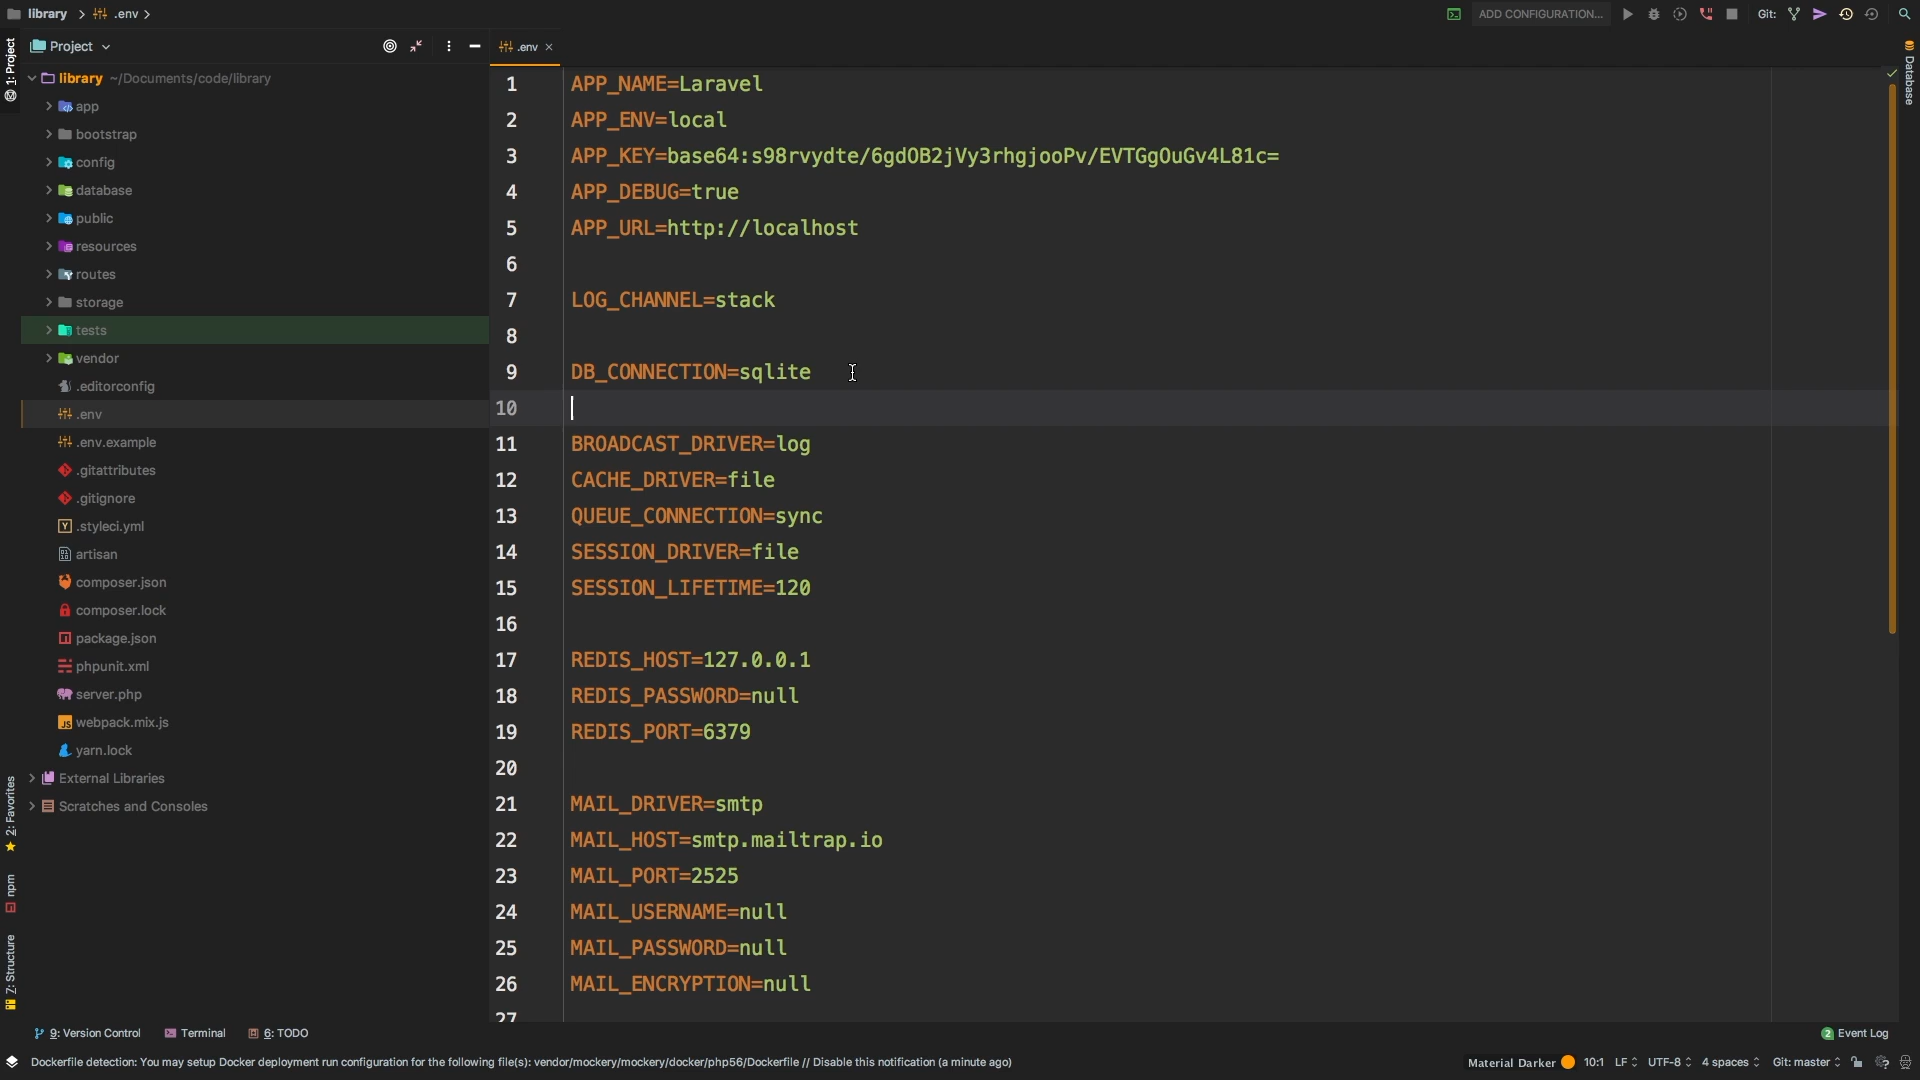 library > .env >
ADD CONFIGURATION...
Git:
1: Project
Project
.env
Database
library ~/Documents/code/library
app
bootstrap
config
database
public
resources
routes
storage
tests
vendor
.editorconfig
.env
.env.example
.gitattributes
.gitignore
.styleci.yml
artisan
composer.json
composer.lock
package.json
phpunit.xml
server.php
webpack.mix.js
yarn.lock
External Libraries
Scratches and Consoles
2: Favorites
npm
Z: Structure
1 APP_NAME=Laravel
2 APP_ENV=local
3 APP_KEY=base64:s98rvydte/6gdOB2jVy3rhgjooPv/EVTGgOuGv4L81c=
4 APP_DEBUG=true
5 APP_URL=http://localhost
6
7 LOG_CHANNEL=stack
8
9 DB_CONNECTION=sqlite
10
11 BROADCAST_DRIVER=log
12 CACHE_DRIVER=file
13 QUEUE_CONNECTION=sync
14 SESSION_DRIVER=file
15 SESSION_LIFETIME=120
16
17 REDIS_HOST=127.0.0.1
18 REDIS_PASSWORD=null
19 REDIS_PORT=6379
20
21 MAIL_DRIVER=smtp
22 MAIL_HOST=smtp.mailtrap.io
23 MAIL_PORT=2525
24 MAIL_USERNAME=null
25 MAIL_PASSWORD=null
26 MAIL_ENCRYPTION=null
27
9: Version Control Terminal 6: TODO
2 Event Log
Dockerfile detection: You may setup Docker deployment run configuration for the following file(s): vendor/mockery/mockery/docker/php56/Dockerfile // Disable this notification (a minute ago)
Material Darker 10:1 LF UTF-8 4 spaces Git: master